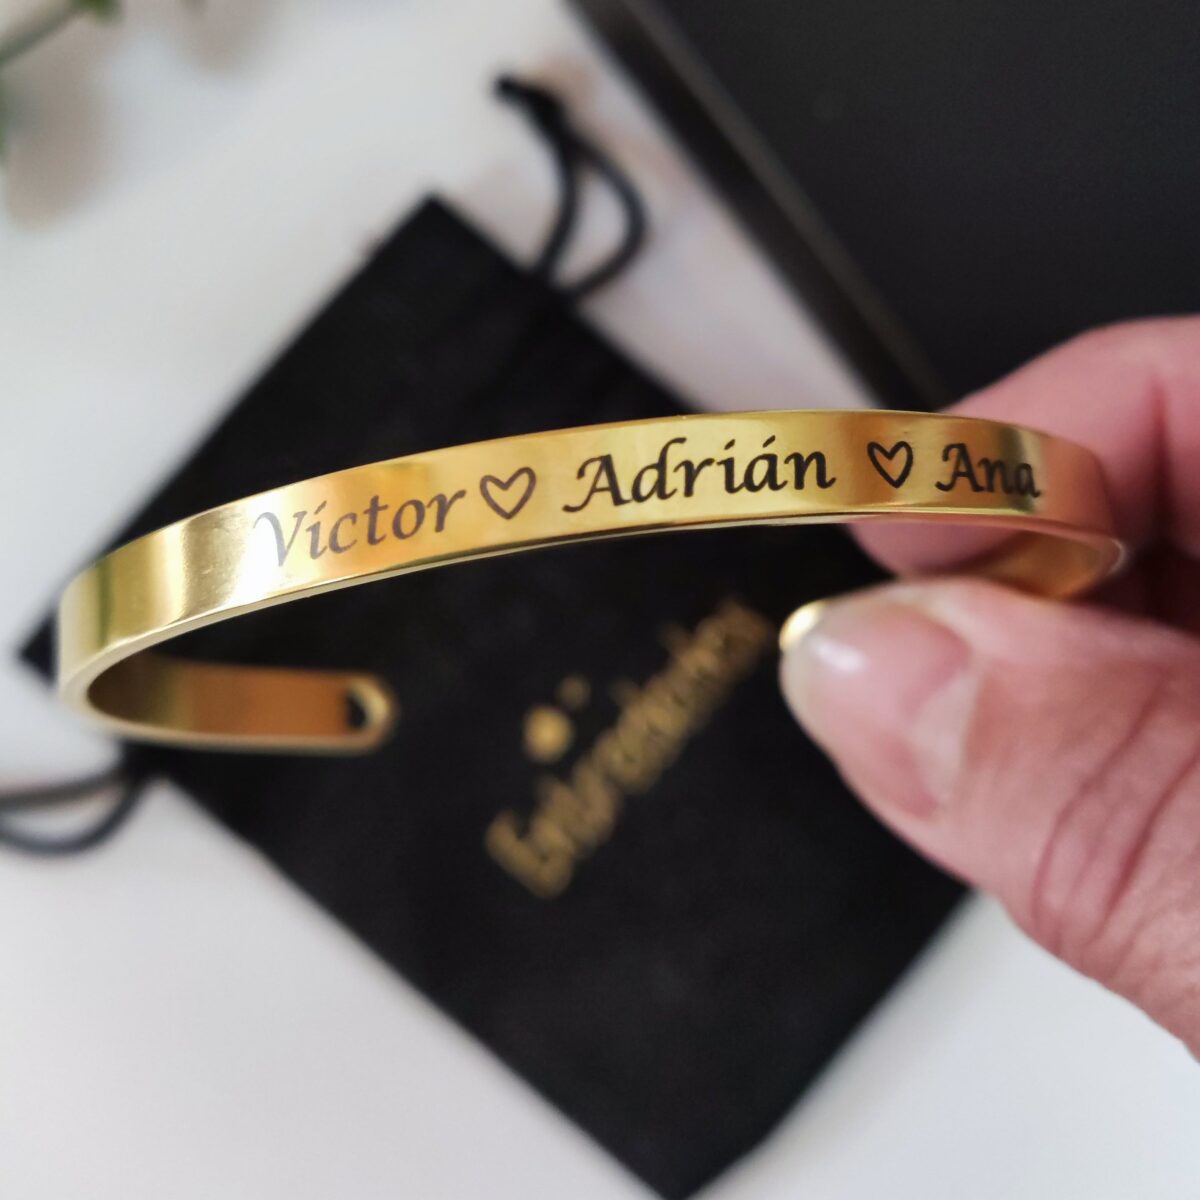 Víctor ♡ Adrián ♡ Ana